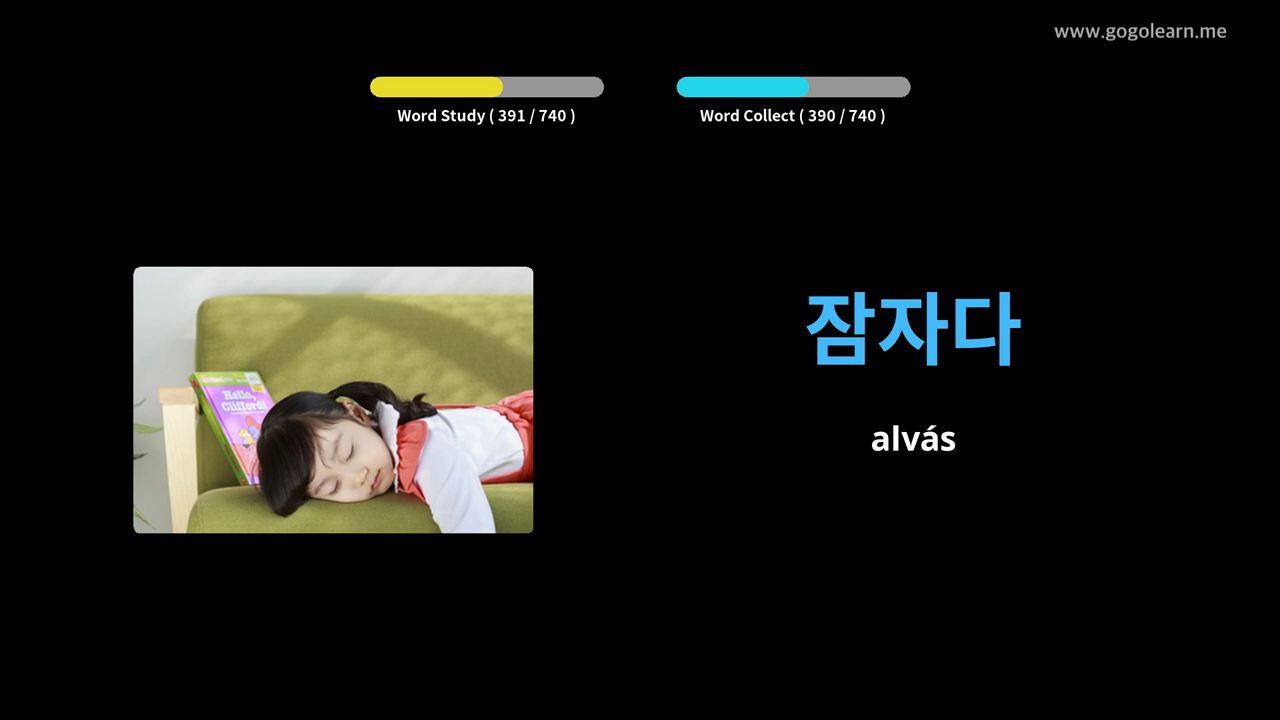 www.gogolearn.me
Word Study ( 391 / 740 )
Word Collect ( 390 / 740 )
잠자다
alvás
Hello,
Clifford!